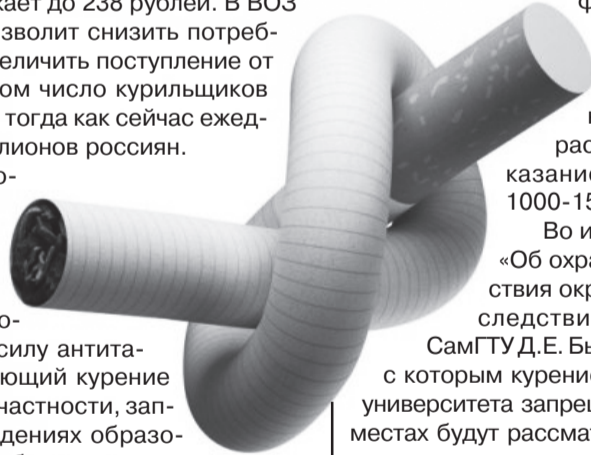 кает до 238 рублей. В ВОЗ
зволит снизить потреб-
еличить поступление от
ом число курильщиков
тогда как сейчас ежед-
лионов россиян.
о-
о-
силу антита-
ющий курение
частности, зап-
дениях образо-
рас
казание
1000-15
Во и
«Об охра
ствия окр
следстви
СамГТУ Д.Е. Бы
с которым курение
университета запрещ
местах будут рассмат